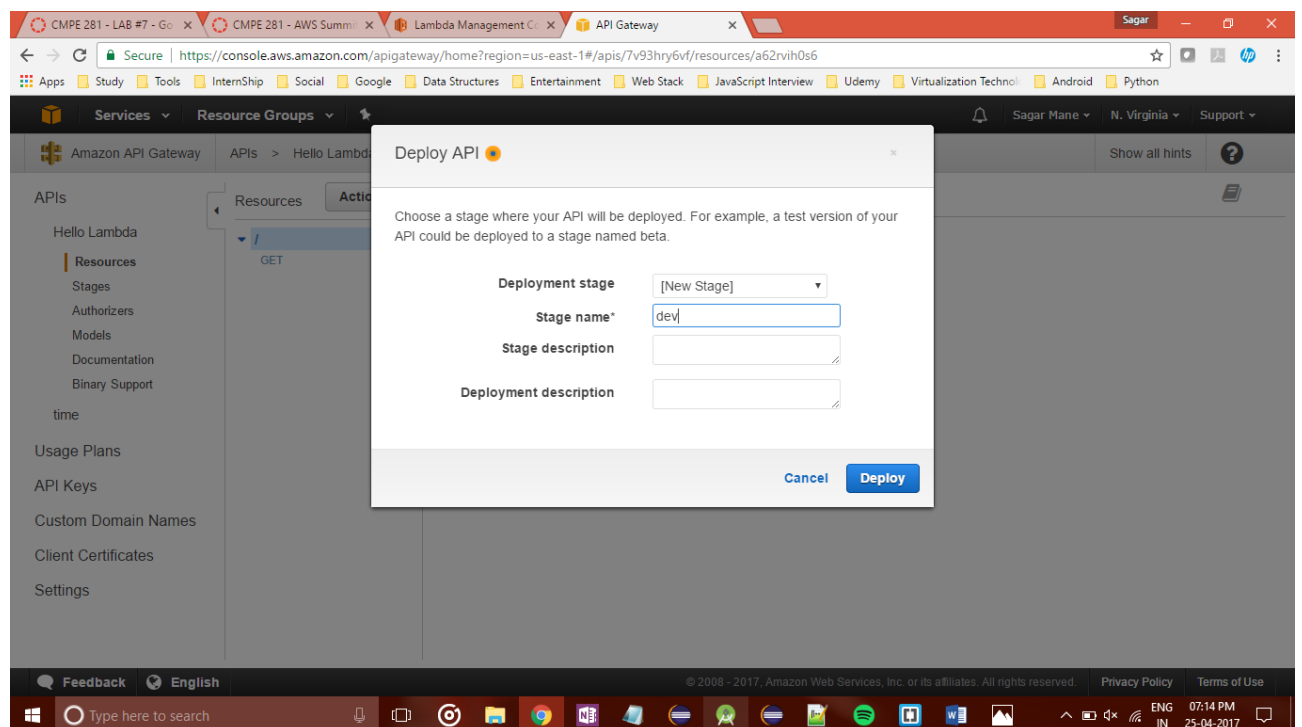 CMPE 281 - LAB #7 - Go
CMPE 281 - AWS Summi
Lambda Management Co
API Gateway
Sagar
Secure | https://console.aws.amazon.com/apigateway/home?region=us-east-1#/apis/7v93hry6vf/resources/a62rvih0s6
Apps Study Tools InternShip Social Google Data Structures Entertainment Web Stack JavaScript Interview Udemy Virtualization Technol Android Python
Services Resource Groups Sagar Mane N. Virginia Support
Amazon API Gateway APIs > Hello Lambda Show all hints
APIs
Hello Lambda
Resources
Stages
Authorizers
Models
Documentation
Binary Support
time
Usage Plans
API Keys
Custom Domain Names
Client Certificates
Settings
Resources Actio
/
GET
Deploy API
Choose a stage where your API will be deployed. For example, a test version of your
API could be deployed to a stage named beta.
Deployment stage [New Stage]
Stage name* dev
Stage description
Deployment description
Cancel Deploy
Feedback English © 2008 - 2017, Amazon Web Services, Inc. or its affiliates. All rights reserved. Privacy Policy Terms of Use
Type here to search
ENG
IN
07:14 PM
25-04-2017